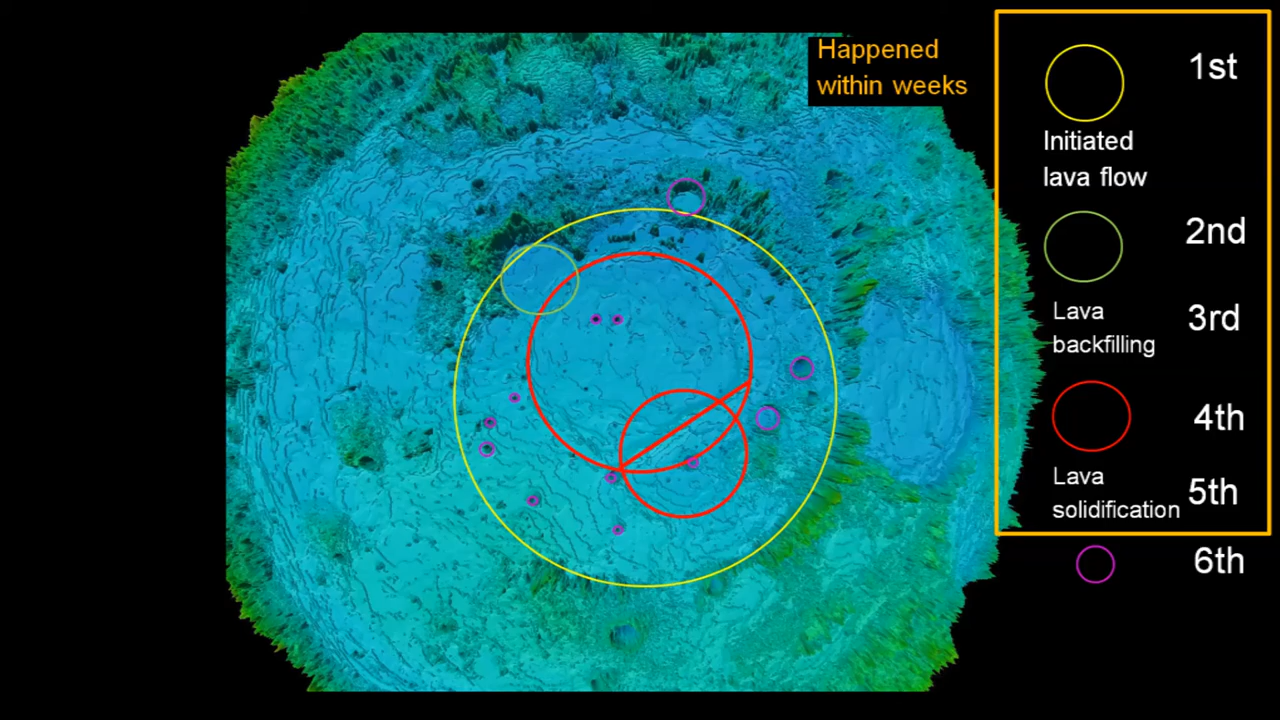 Happened
within weeks
1st
Initiated
lava flow
2nd
Lava
backfilling
3rd
4th
Lava
solidification
5th
6th